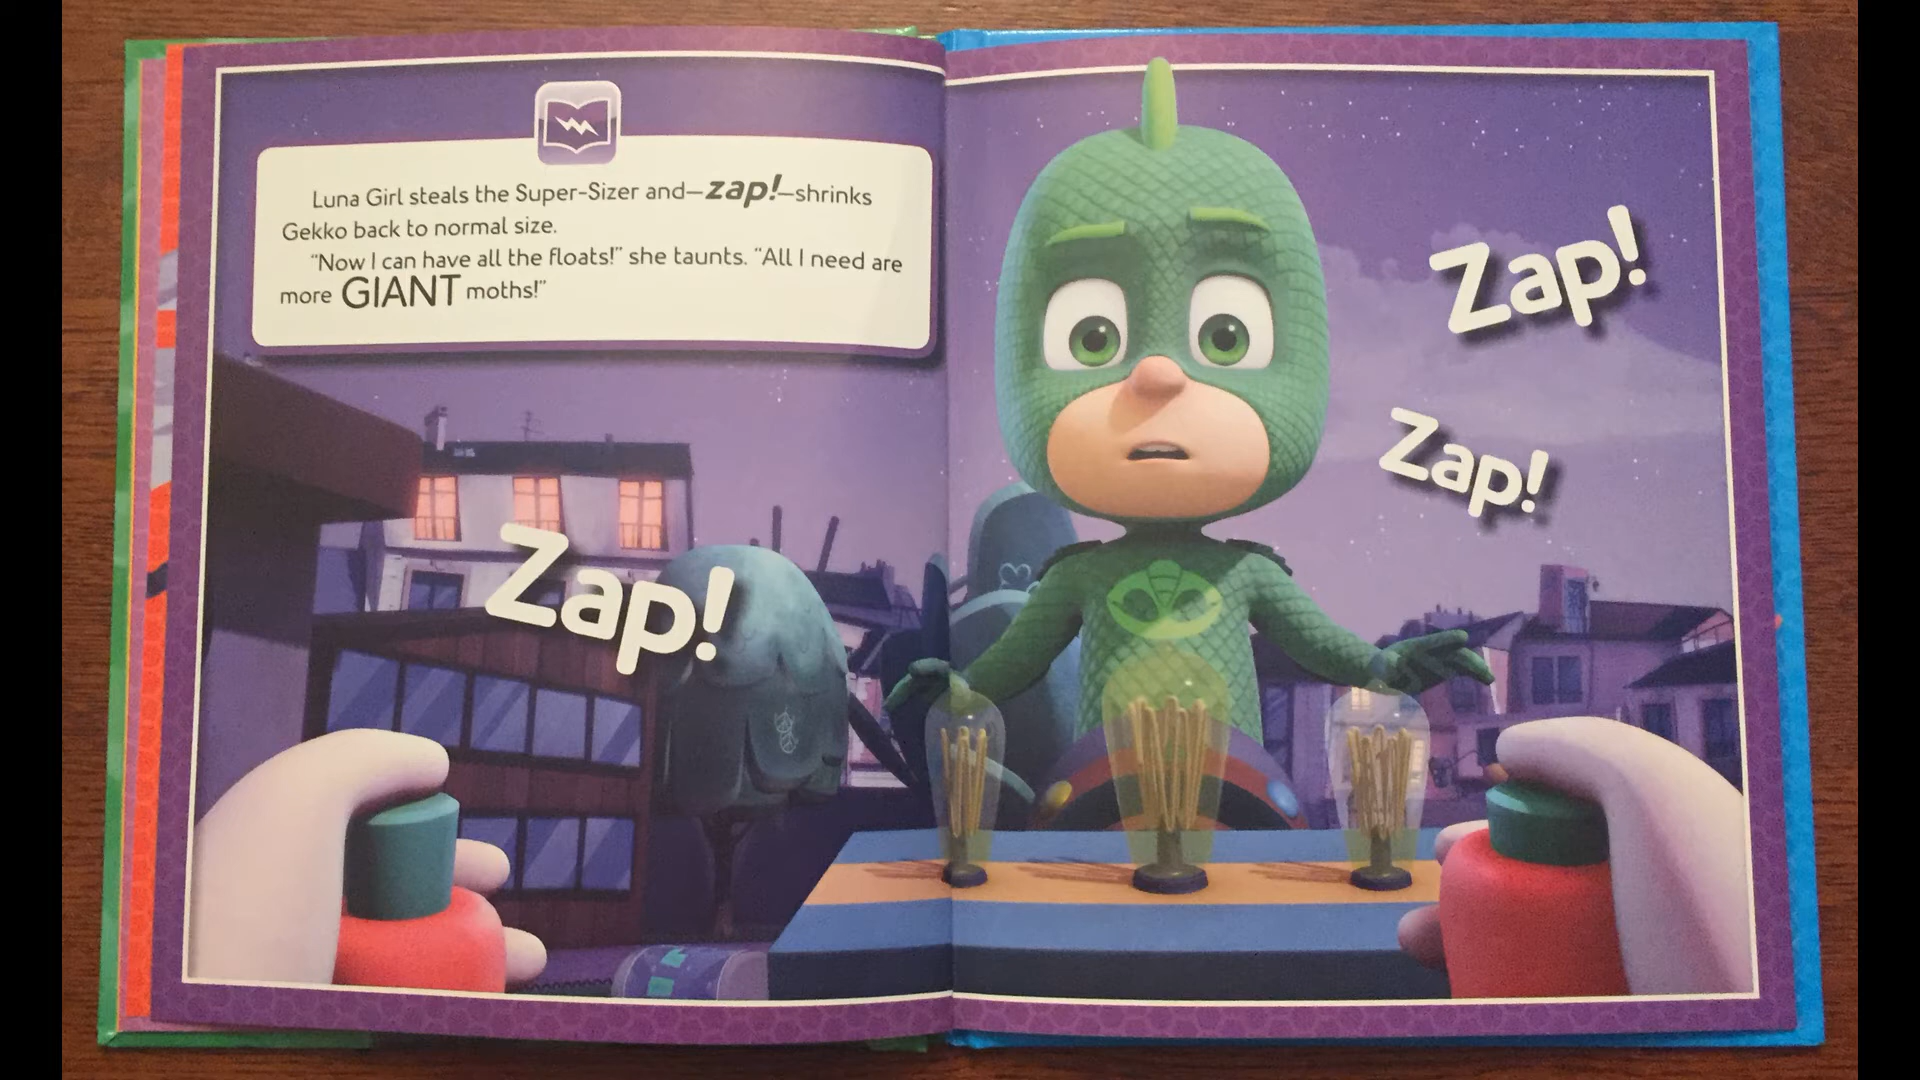 Luna Girl steals the Super-Sizer and—zap!—shrinks
Gekko back to normal size.
“Now I can have all the floats!” she taunts. “All I need are
more GIANT moths!”
Zap!
Zap!
Zap!